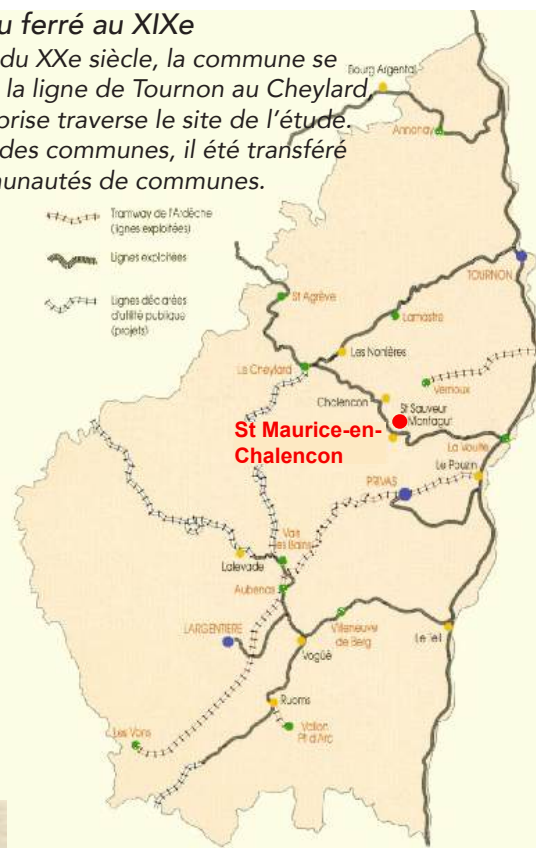 u ferré au XIXe
du XXe siècle, la commune se
la ligne de Tournon au Cheylard,
prise traverse le site de l'étude.
des communes, il été transféré
unautés de communes.
Bourg Argental
Annonay
Tramway de l'Ardèche
(lignes exploitées)
Lignes exploitées
Lignes déclarées
d'utilité publique
(projets)
TOURNON
St Agrève
Lamastre
Les Nonières
Le Cheylard
Vernoux
Chalencon
St Sauveur
Montagut
St Maurice-en-
Chalencon
La Voulte
Le Pouzin
PRIVAS
Vals
les Bains
Lalevade
Aubenas
LARGENTIERE
Villeneuve
de Berg
Le Teil
Vogüé
Ruoms
Vallon
Pt d'Arc
Les Vans